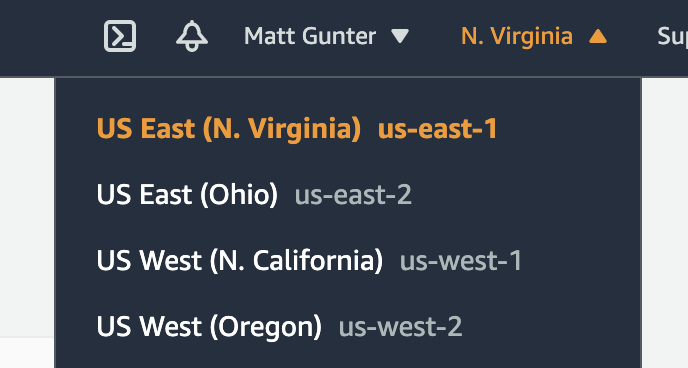 Matt Gunter N. Virginia
US East (N. Virginia) us-east-1
US East (Ohio) us-east-2
US West (N. California) us-west-1
US West (Oregon) us-west-2